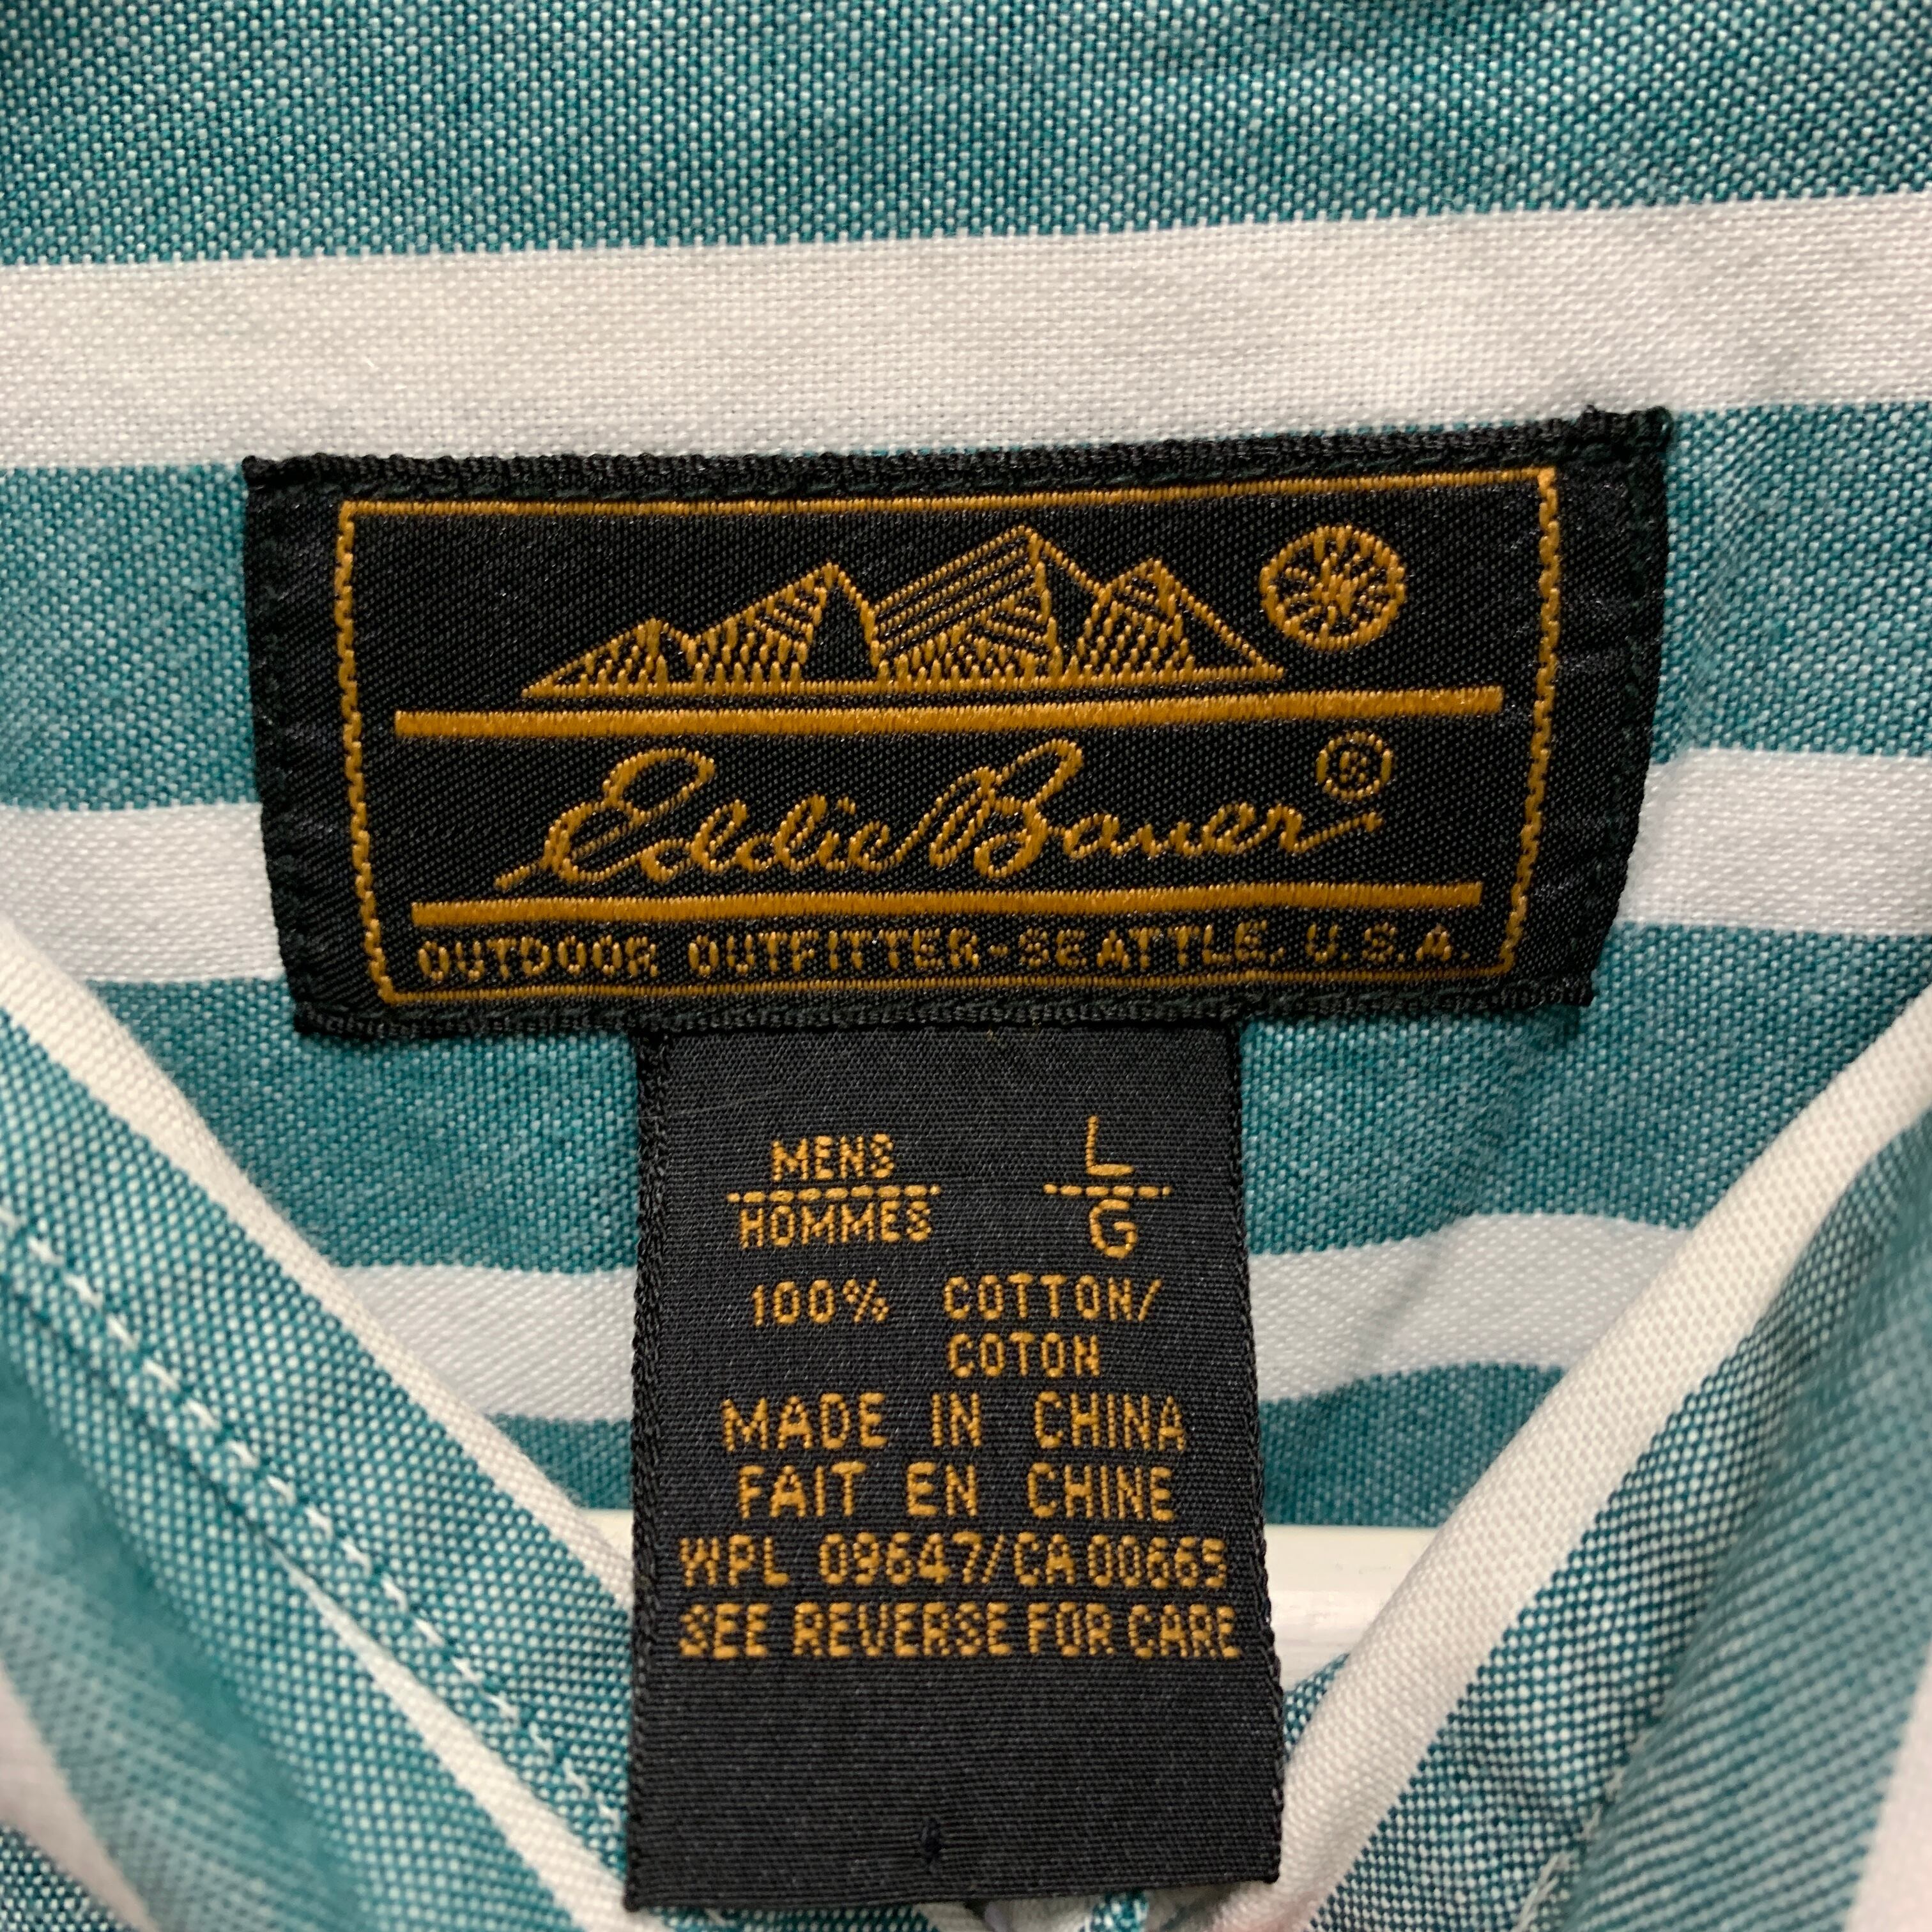 Eddie Bauer®
OUTDOOR OUTFITTER-SEATTLE, U.S.A.
MENS L
HOMMES G
100% COTTON/
COTON
MADE IN CHINA
FAIT EN CHINE
WPL 09647/CA 00665
SEE REVERSE FOR CARE